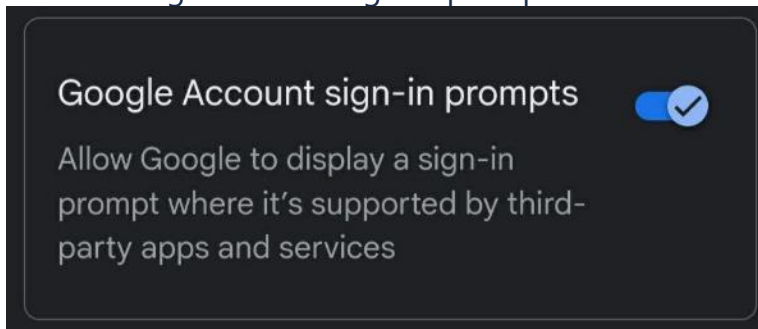 Google Account sign-in prompts
Allow Google to display a sign-in
prompt where it's supported by third-
party apps and services